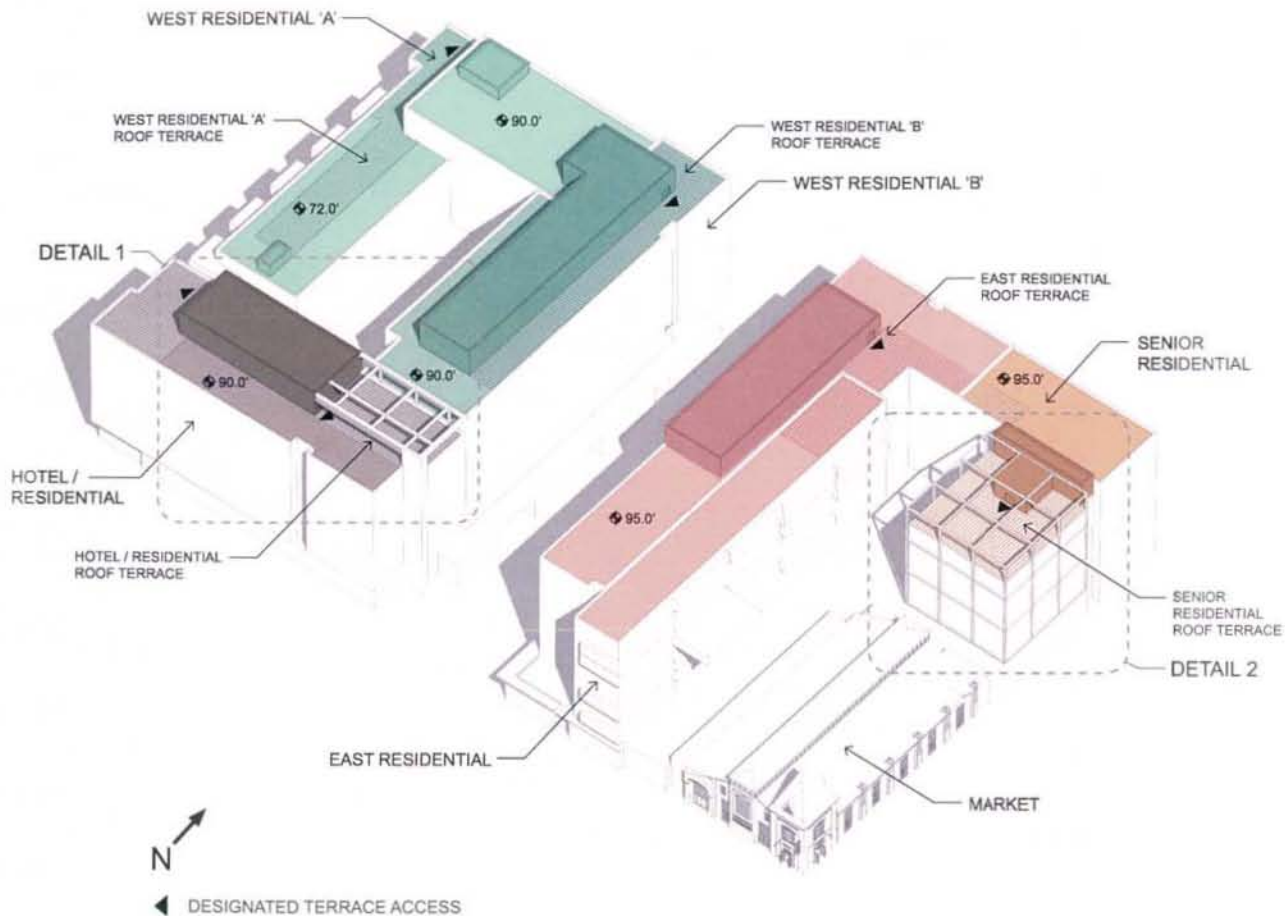 WEST RESIDENTIAL 'A'
WEST RESIDENTIAL 'A'
ROOF TERRACE
90.0'
WEST RESIDENTIAL 'B'
ROOF TERRACE
WEST RESIDENTIAL 'B'
72.0'
DETAIL 1
EAST RESIDENTIAL
ROOF TERRACE
SENIOR
RESIDENTIAL
90.0'
90.0'
95.0'
HOTEL /
RESIDENTIAL
95.0'
HOTEL / RESIDENTIAL
ROOF TERRACE
SENIOR
RESIDENTIAL
ROOF TERRACE
DETAIL 2
EAST RESIDENTIAL
MARKET
N
DESIGNATED TERRACE ACCESS